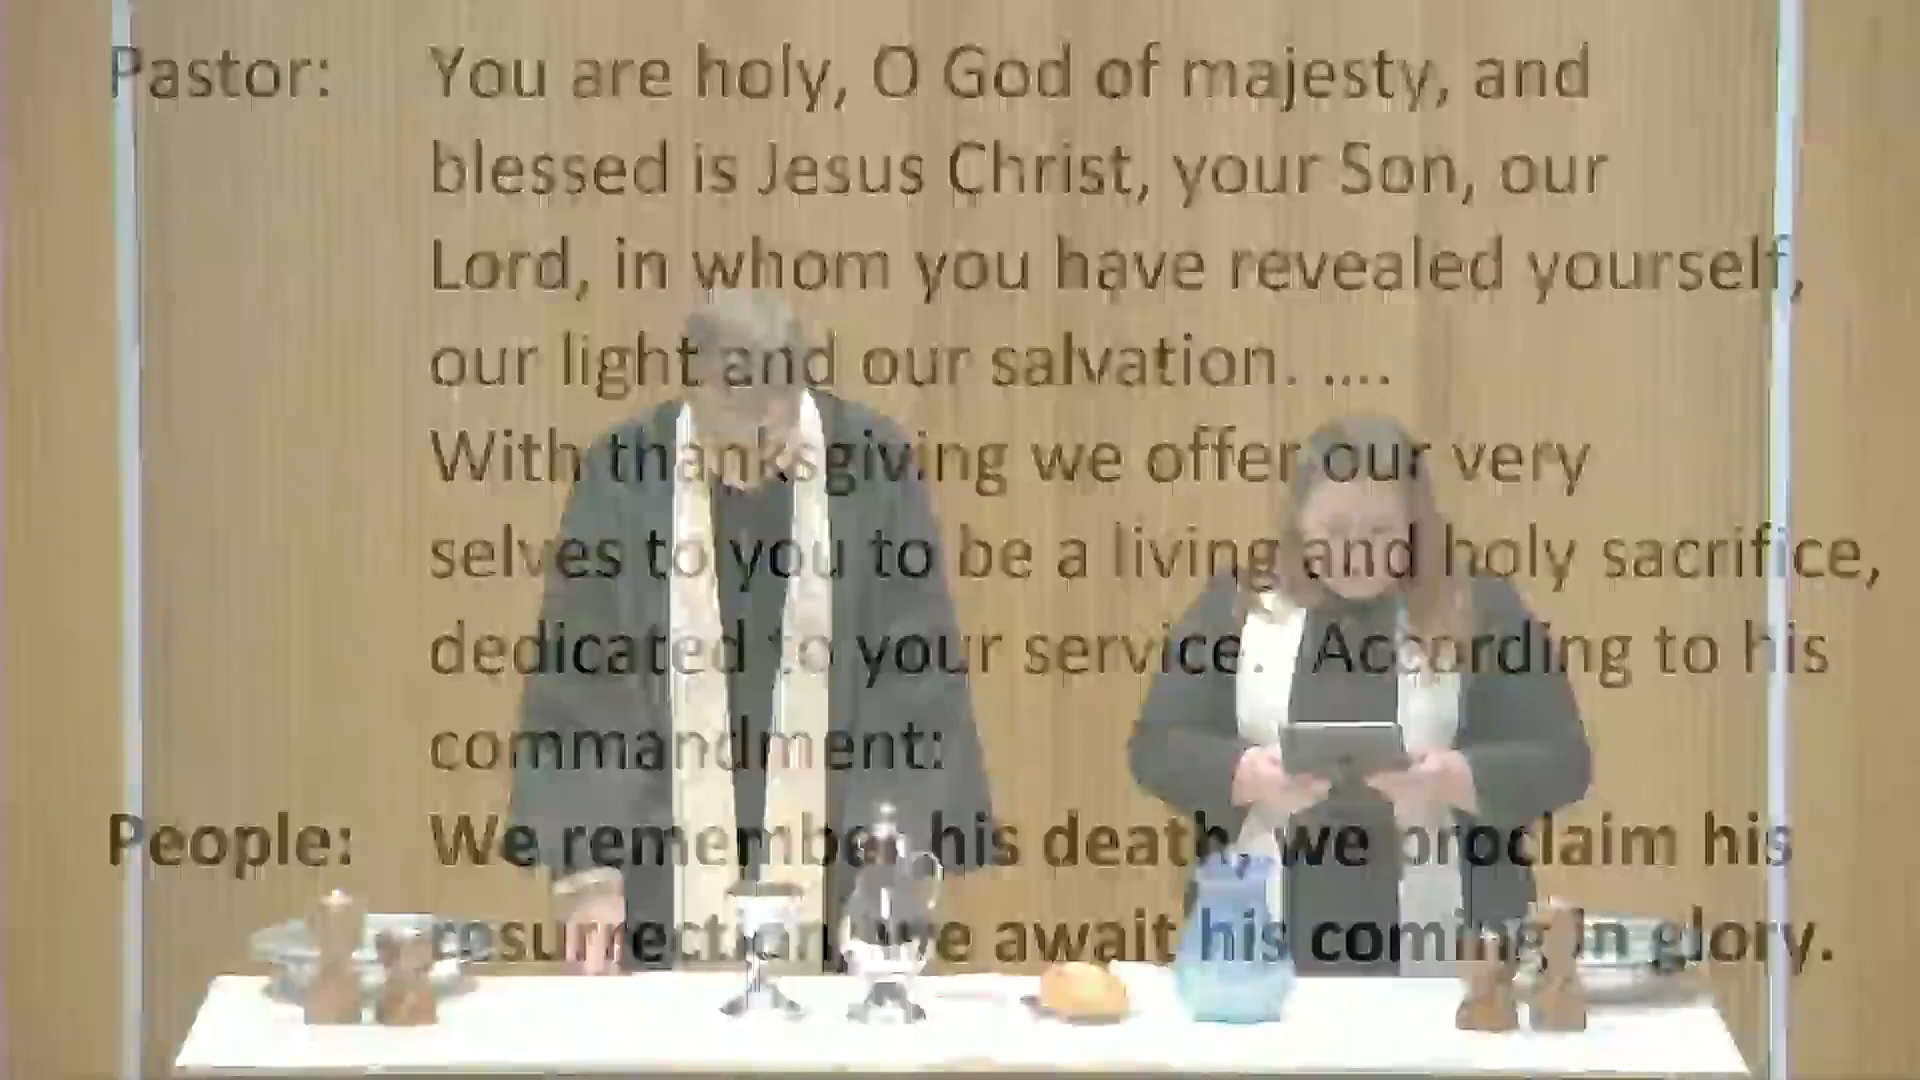 Pastor: You are holy, O God of majesty, and
blessed is Jesus Christ, your Son, our
Lord, in whom you have revealed yourself,
our light and our salvation. ....
With thanksgiving we offer our very
selves to you to be a living and holy sacrifice,
dedicated to your service. According to his
commandment:
People: We remember his death, we proclaim his
resurrection, we await his coming in glory.